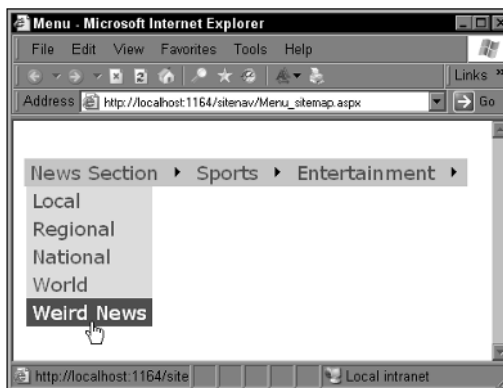 Menu - Microsoft Internet Explorer
File Edit View Favorites Tools Help
Links »
Address http://localhost:1164/sitenav/Menu_sitemap.aspx Go
News Section Sports Entertainment
Local
Regional
National
World
Weird News
http://localhost:1164/site Local intranet